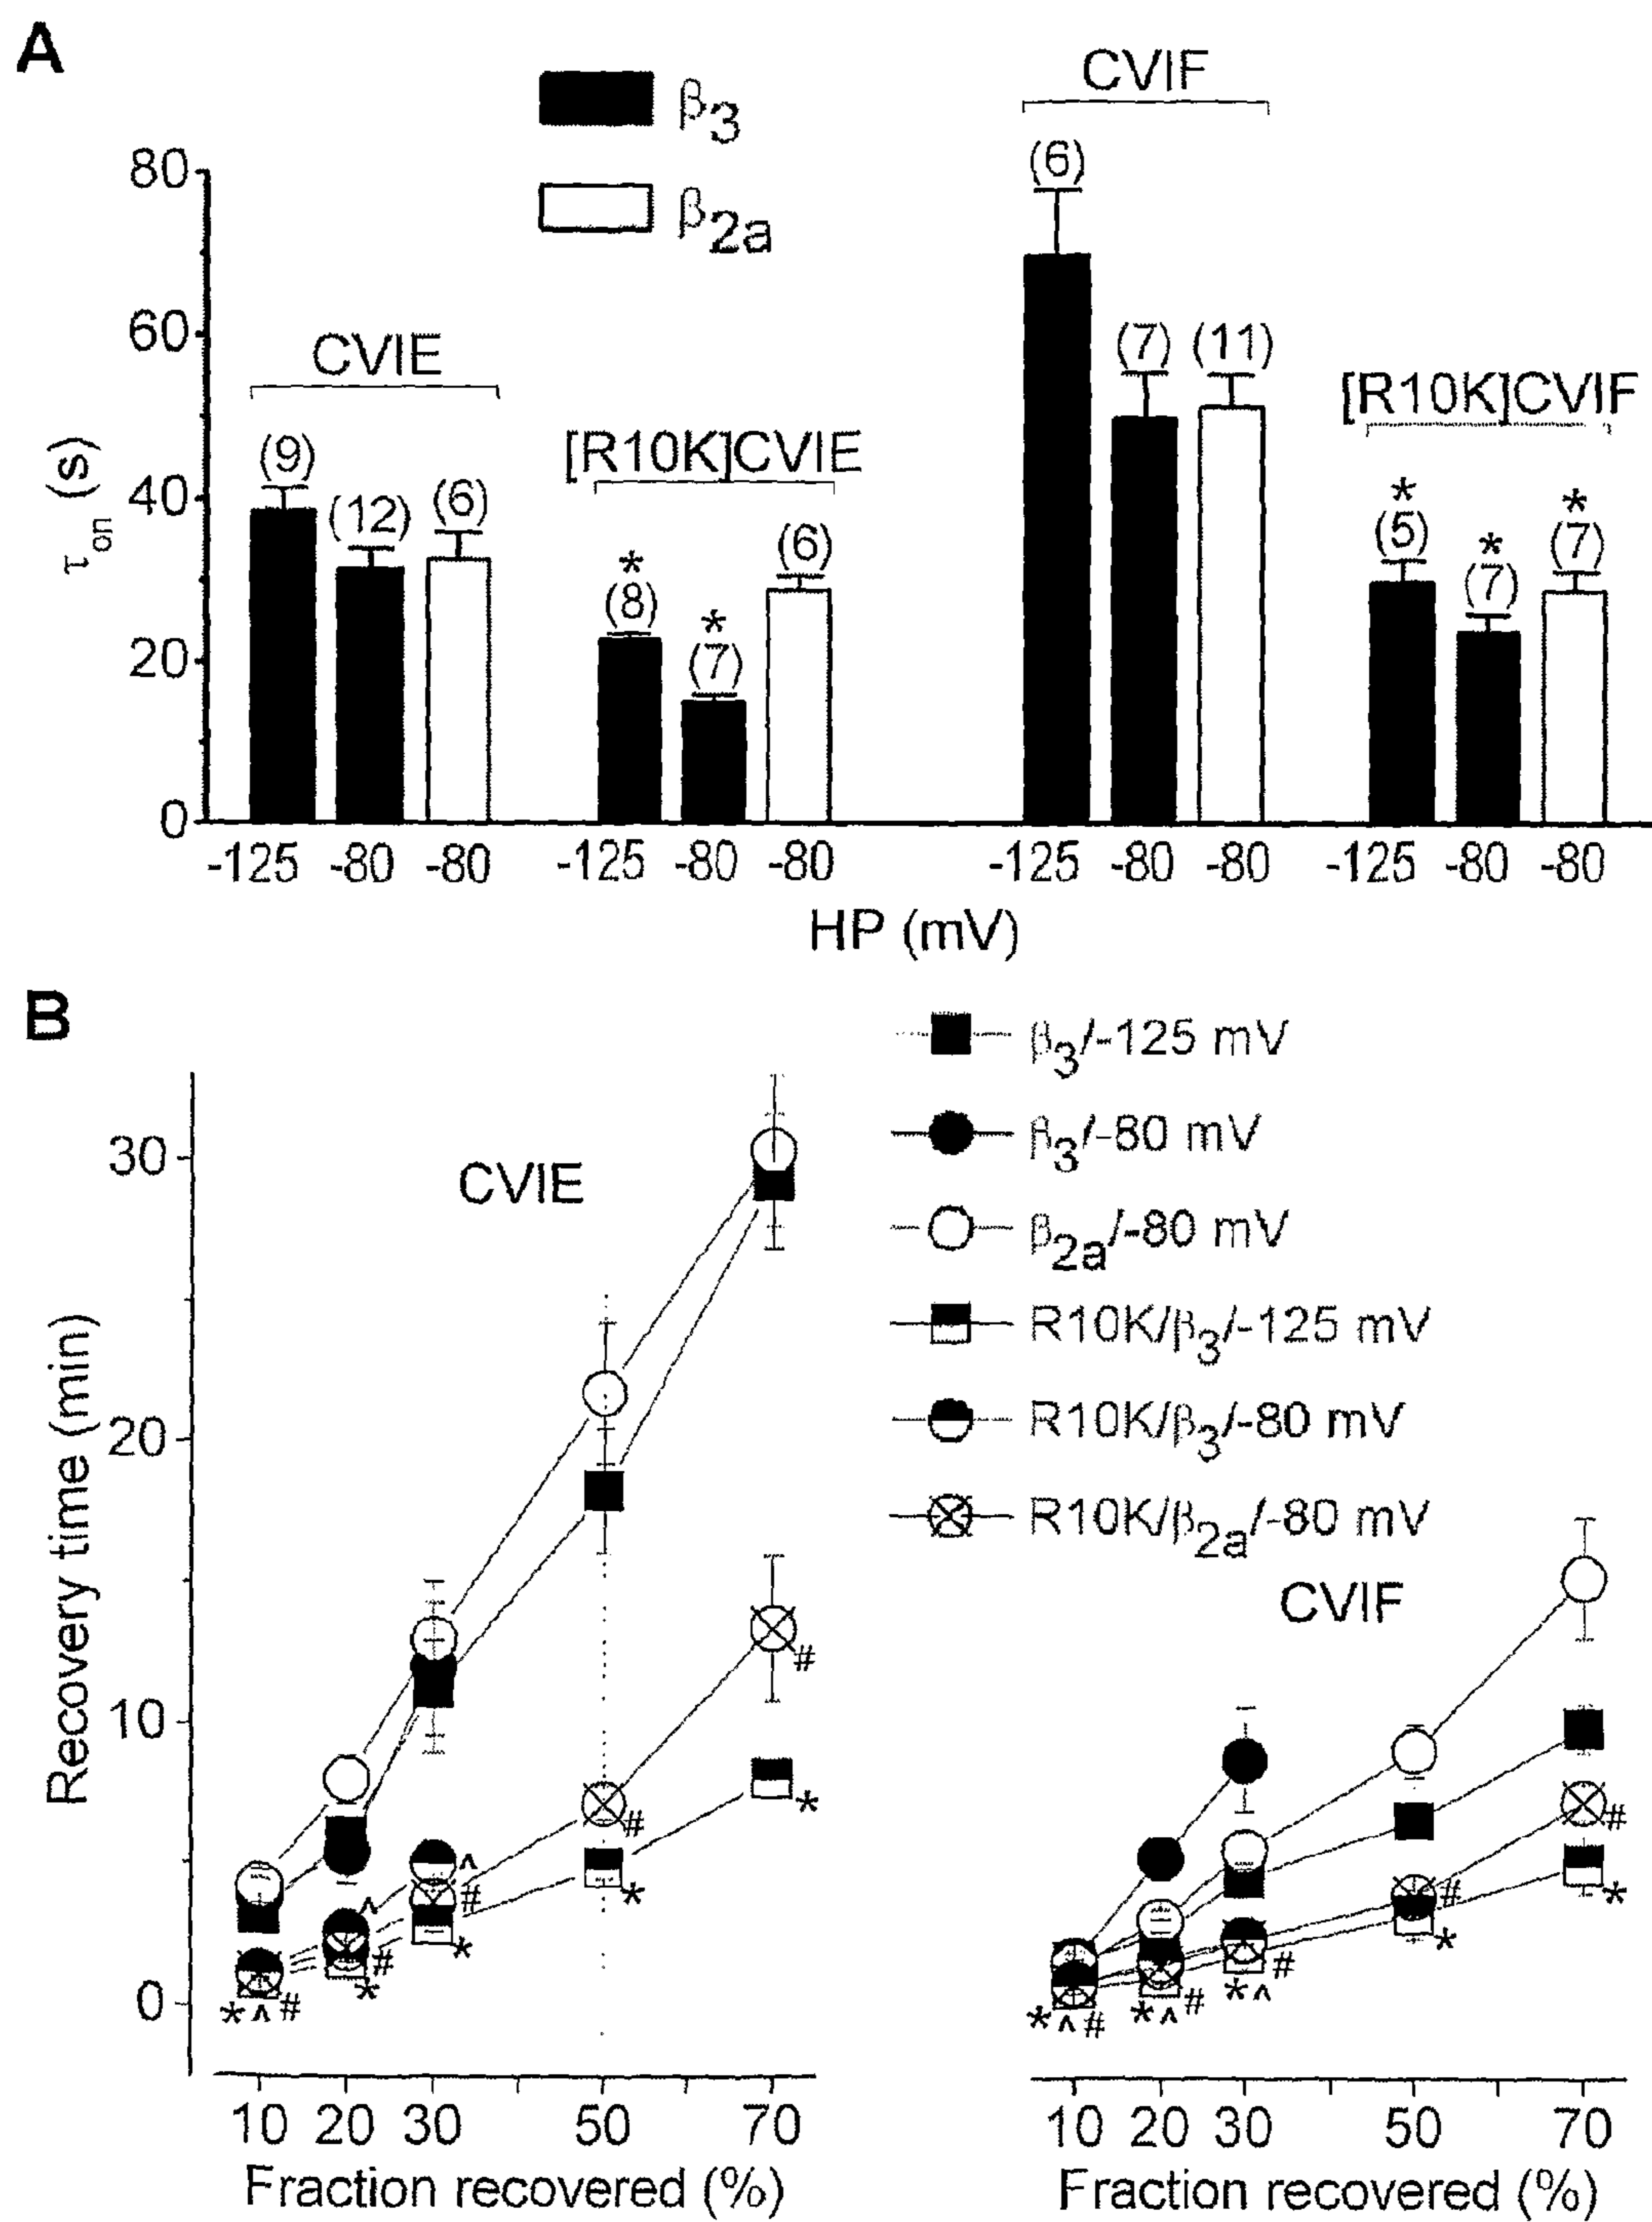 A
β3
β2a
CVIE
[R10K]CVIE
CVIF
[R10K]CVIF
(9)
(12)
(6)
*
(8)
*
(7)
(6)
(6)
(7)
(11)
*
(5)
*
(7)
*
(7)
80
60
40
20
0
τon (s)
-125 -80 -80 -125 -80 -80 -125 -80 -80 -125 -80 -80
HP (mV)
B
β3/-125 mV
β3/-80 mV
β2a/-80 mV
R10K/β3/-125 mV
R10K/β3/-80 mV
R10K/β2a/-80 mV
CVIE
30
20
10
0
Recovery time (min)
#
*
#
*
^
#
*
^
#
*
* ^ #
10 20 30 50 70
Fraction recovered (%)
CVIF
#
*
#
*
#
* ^
* ^ #
* ^ #
10 20 30 50 70
Fraction recovered (%)